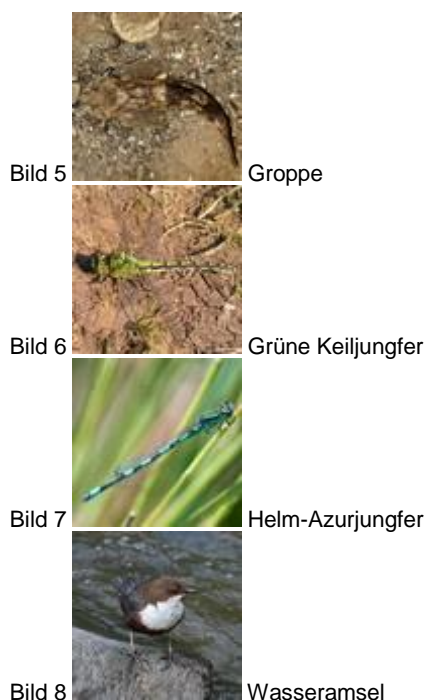 Bild 5 Groppe
Bild 6 Grüne Keiljungfer
Bild 7 Helm-Azurjungfer
Bild 8 Wasseramsel